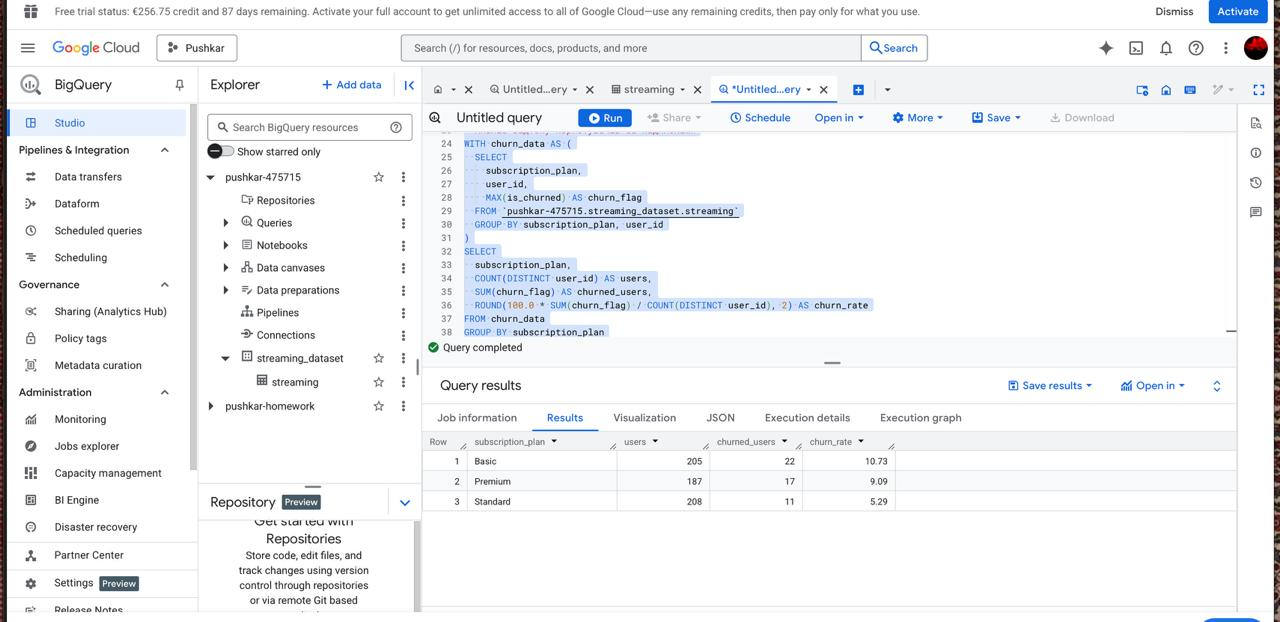 Free trial status: €256.75 credit and 87 days remaining. Activate your full account to get unlimited access to all of Google Cloud—use any remaining credits, then pay only for what you use.
Dismiss
Activate
Google Cloud
Pushkar
Search (/) for resources, docs, products, and more
Search
BigQuery
Studio
Pipelines & Integration
Data transfers
Dataform
Scheduled queries
Scheduling
Governance
Sharing (Analytics Hub)
Policy tags
Metadata curation
Administration
Monitoring
Jobs explorer
Capacity management
BI Engine
Disaster recovery
Partner Center
Settings Preview
Release Notes
Explorer
+ Add data
Search BigQuery resources
Show starred only
pushkar-475715
Repositories
Queries
Notebooks
Data canvases
Data preparations
Pipelines
Connections
streaming_dataset
streaming
pushkar-homework
Repository Preview
Get started with
Repositories
Store code, edit files, and
track changes using version
control through repositories
or via remote Git based
Untitled...ery
streaming
*Untitled...ery
Untitled query
Run
Share
Schedule
Open in
More
Save
Download
24 WITH churn_data AS (
25 SELECT
26 subscription_plan,
27 user_id,
28 MAX(is_churned) AS churn_flag
29 FROM `pushkar-475715.streaming_dataset.streaming`
30 GROUP BY subscription_plan, user_id
31 )
32 SELECT
33 subscription_plan,
34 COUNT(DISTINCT user_id) AS users,
35 SUM(churn_flag) AS churned_users,
36 ROUND(100.0 * SUM(churn_flag) / COUNT(DISTINCT user_id), 2) AS churn_rate
37 FROM churn_data
38 GROUP BY subscription_plan
Query completed
Query results
Save results
Open in
Job information
Results
Visualization
JSON
Execution details
Execution graph
Row subscription_plan users churned_users churn_rate
1 Basic 205 22 10.73
2 Premium 187 17 9.09
3 Standard 208 11 5.29